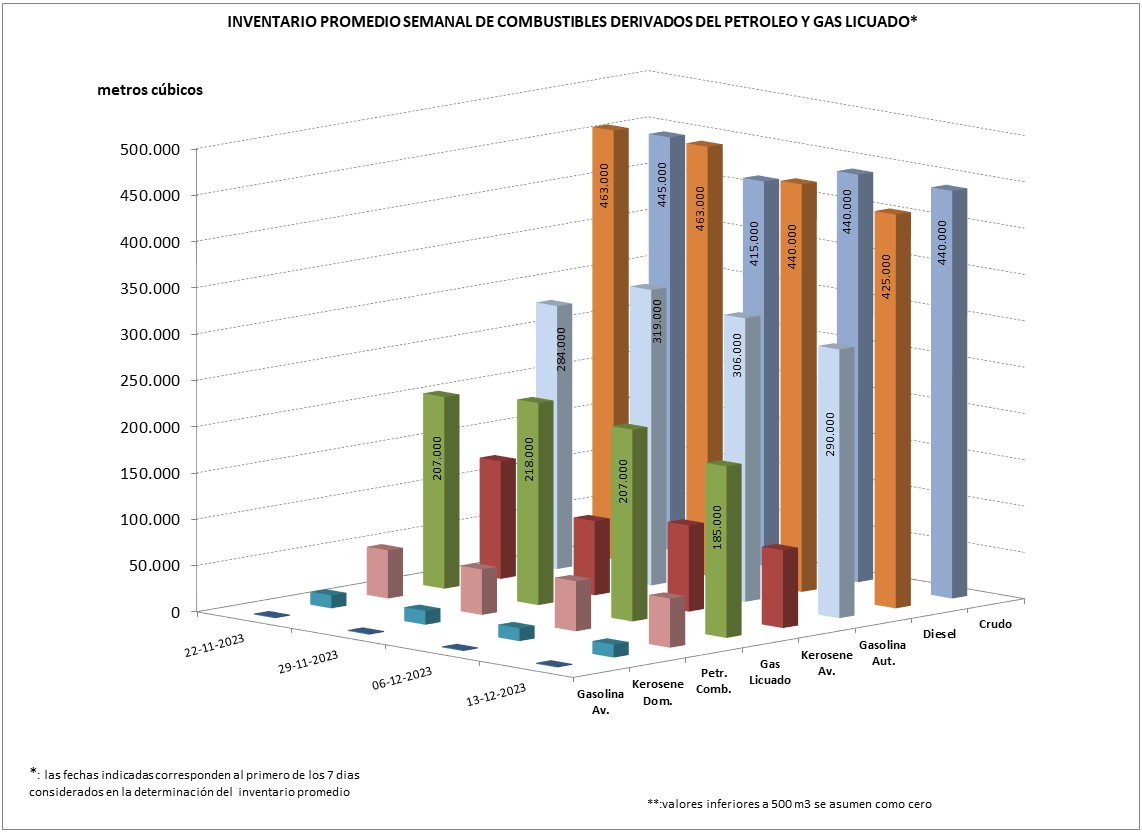 INVENTARIO PROMEDIO SEMANAL DE COMBUSTIBLES DERIVADOS DEL PETROLEO Y GAS LICUADO*
metros cúbicos
500.000
450.000
400.000
350.000
300.000
250.000
200.000
150.000
100.000
50.000
0
463.000
445.000
463.000
415.000
440.000
440.000
425.000
440.000
284.000
319.000
306.000
290.000
207.000
218.000
207.000
185.000
22-11-2023
29-11-2023
06-12-2023
13-12-2023
Gasolina
Av.
Kerosene
Dom.
Petr.
Comb.
Gas
Licuado
Kerosene
Av.
Gasolina
Aut.
Diesel
Crudo
*: las fechas indicadas corresponden al primero de los 7 dias
considerados en la determinación del inventario promedio
**:valores inferiores a 500 m3 se asumen como cero